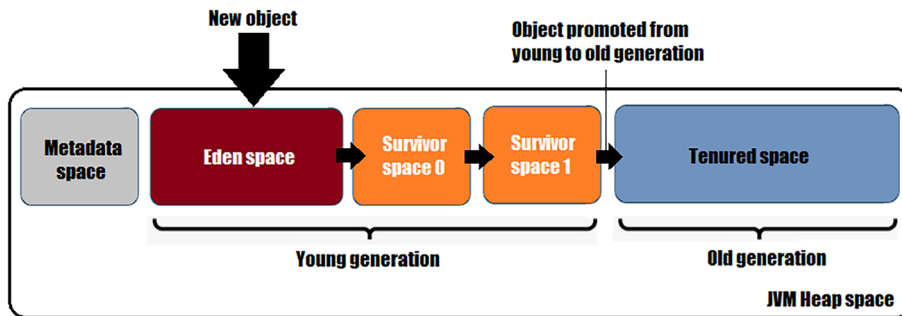 New object
Object promoted from
young to old generation
Metadata
space
Eden space
Survivor
space 0
Survivor
space 1
Tenured space
Young generation
Old generation
JVM Heap space